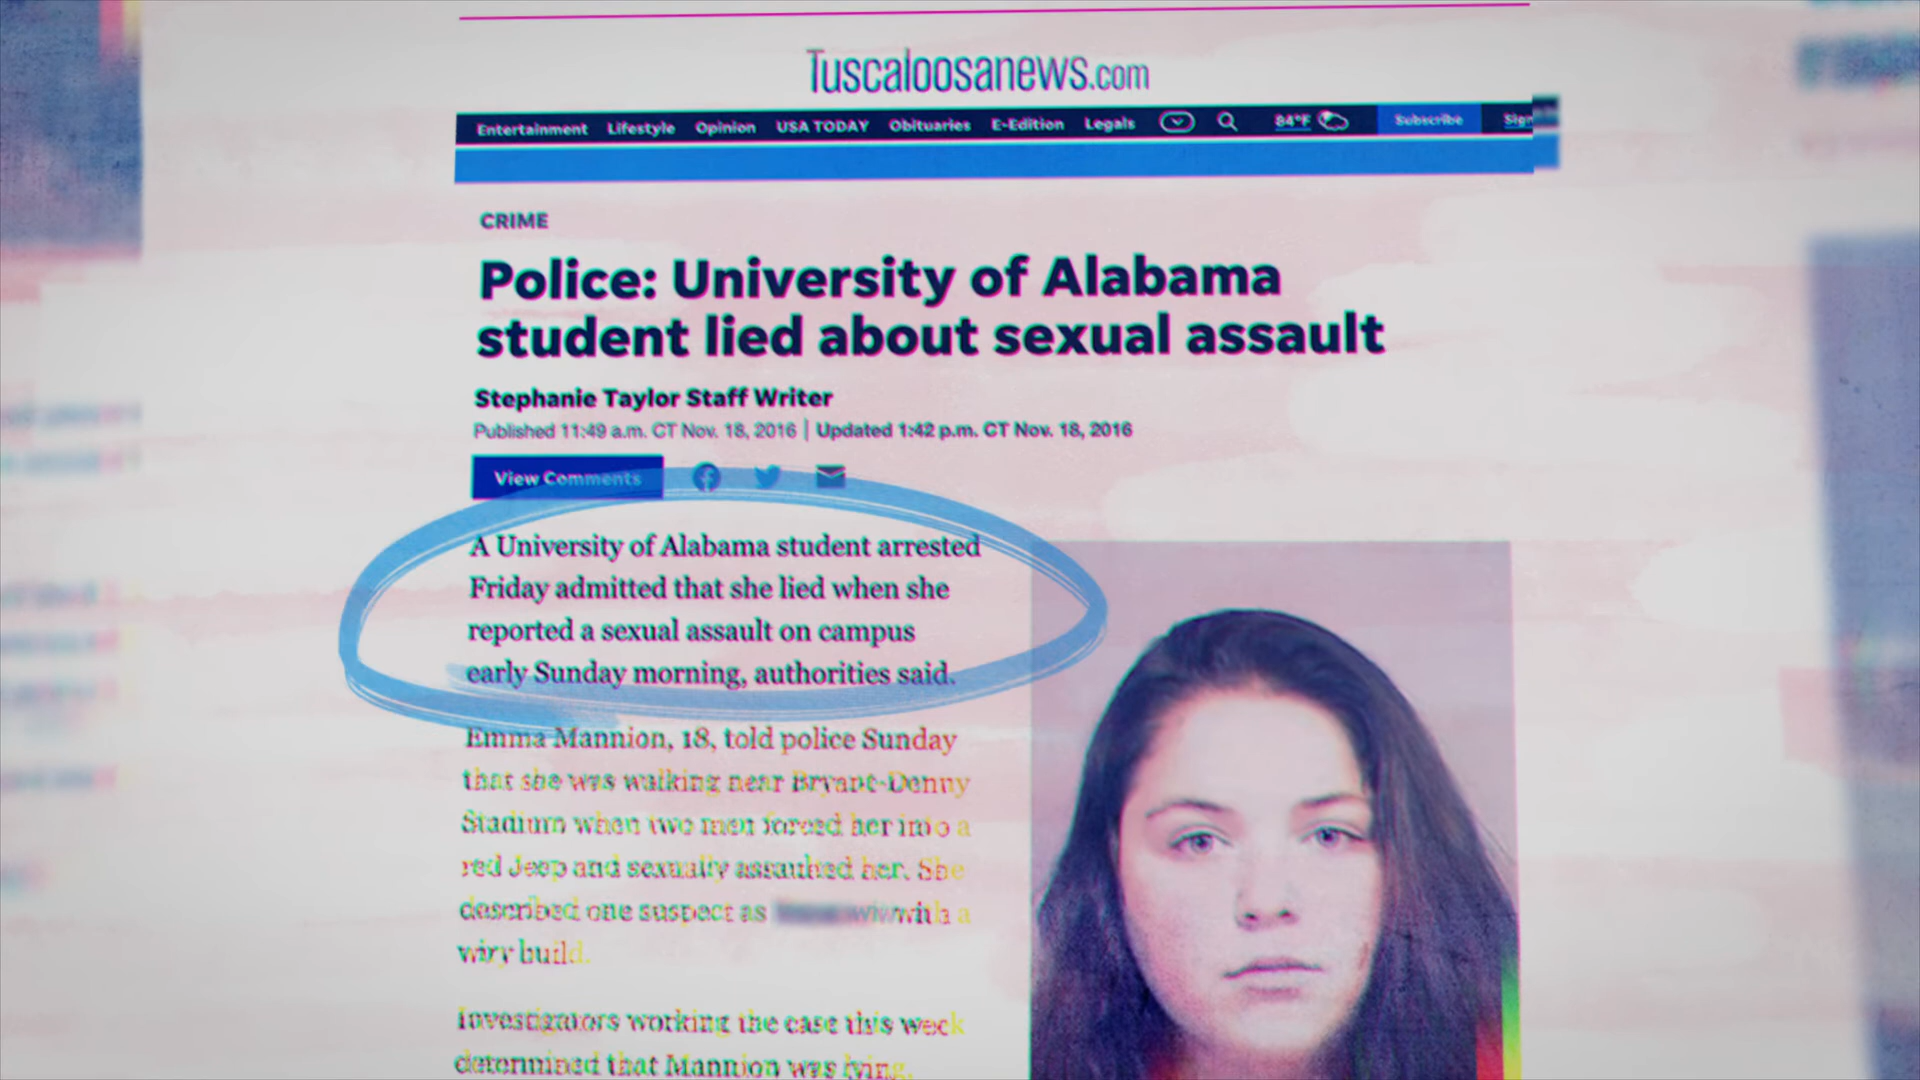 Tuscaloosanews.com
Entertainment Lifestyle Opinion USA TODAY Obituaries E-Edition Legals 84°F Subscribe Sign
CRIME
Police: University of Alabama
student lied about sexual assault
Stephanie Taylor Staff Writer
Published 11:49 a.m. CT Nov. 18, 2016 | Updated 1:42 p.m. CT Nov. 18, 2016
View Comments
A University of Alabama student arrested
Friday admitted that she lied when she
reported a sexual assault on campus
early Sunday morning, authorities said.
Emma Mannion, 18, told police Sunday
that she was walking near Bryant-Denny
Stadium when two men forced her into a
red Jeep and sexually assaulted her. She
described one suspect as with a
wiry build.
Investigators working the case this week
determined that Mannion was lying.